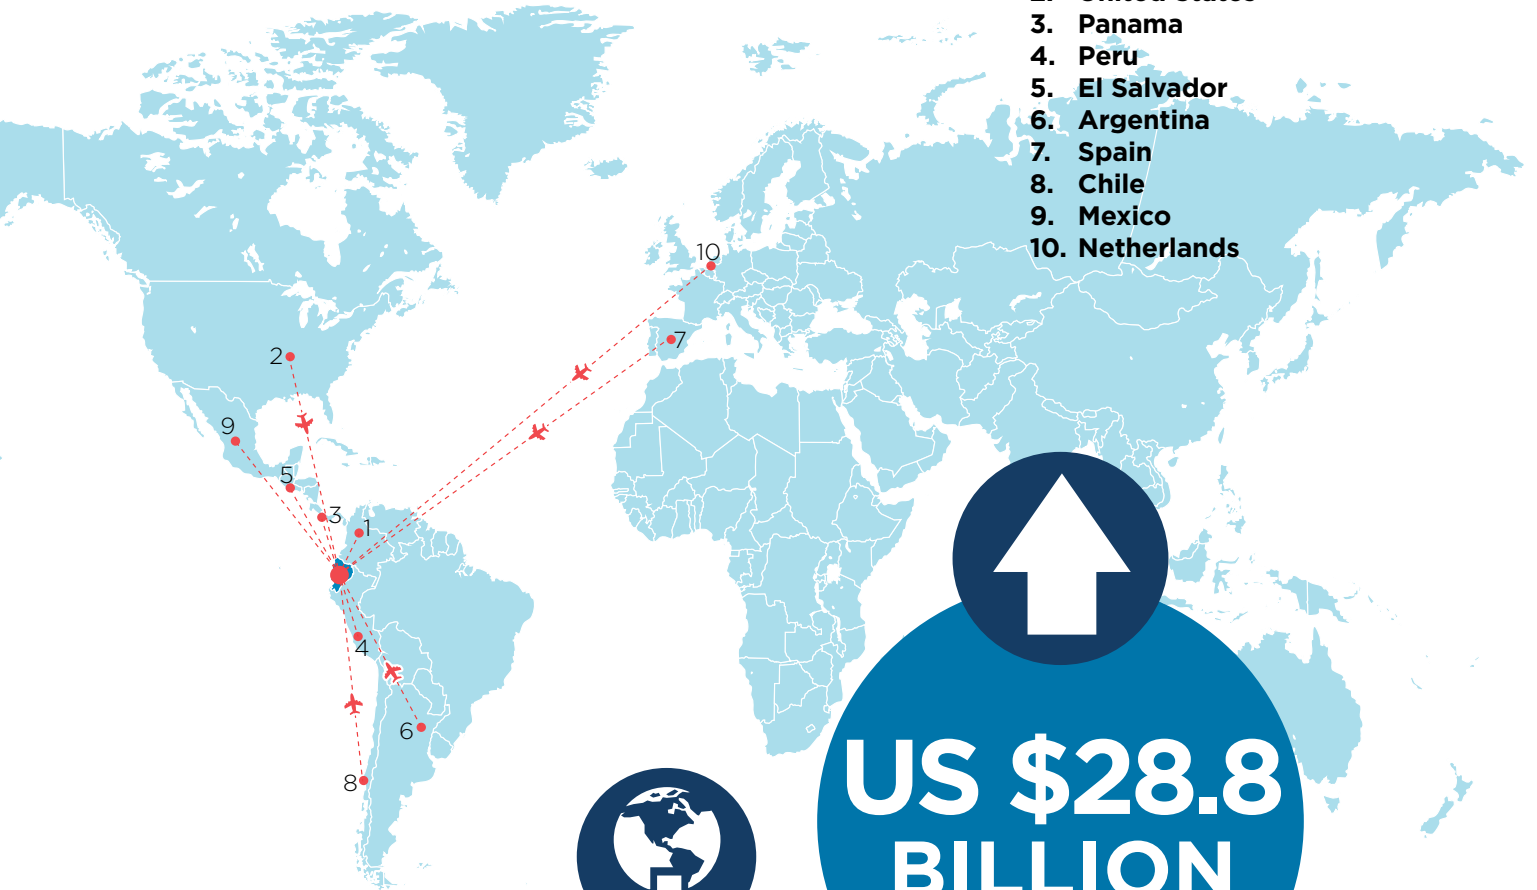 3. Panama
4. Peru
5. El Salvador
6. Argentina
7. Spain
8. Chile
9. Mexico
10. Netherlands
10
7
2
9
5
3
1
4
6
8
US $28.8
BILLION